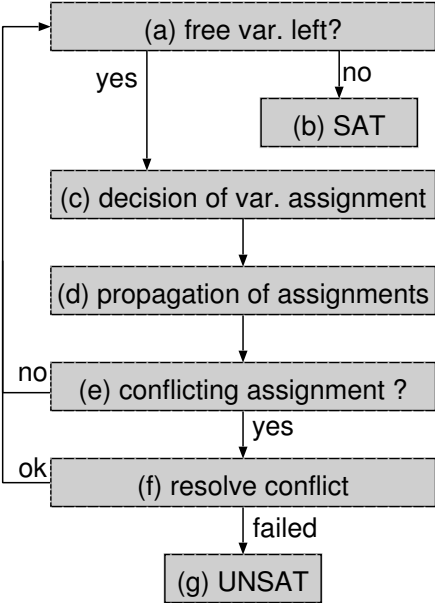 (a) free var. left?
yes
no
(b) SAT
(c) decision of var. assignment
(d) propagation of assignments
no
(e) conflicting assignment ?
yes
ok
(f) resolve conflict
failed
(g) UNSAT